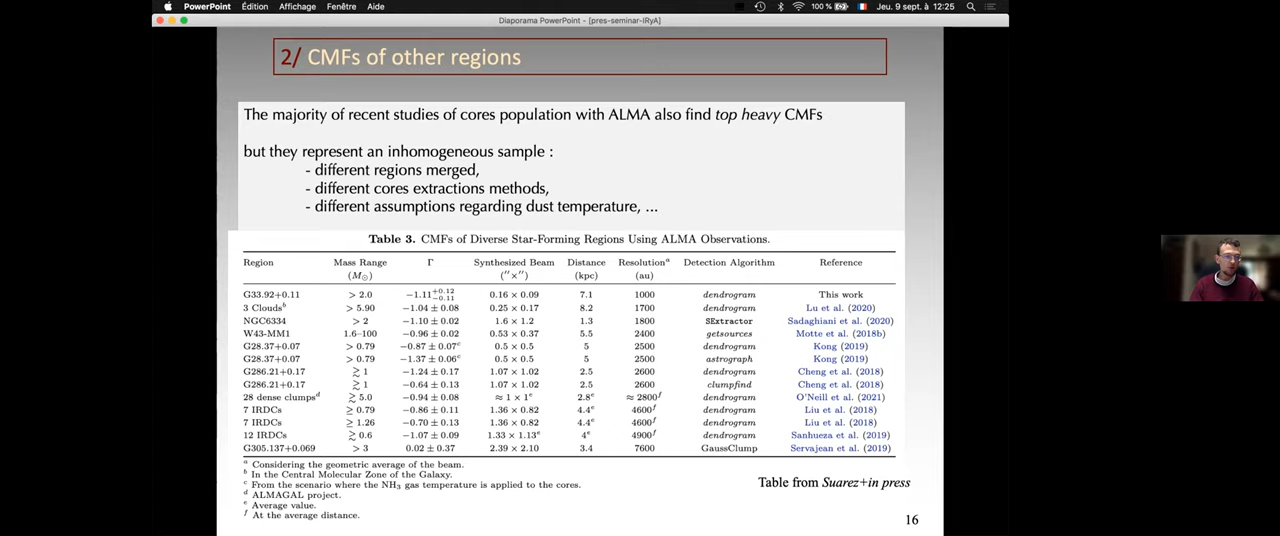 PowerPoint Édition Affichage Fenêtre Aide 100 % Jeu. 9 sept. à 12:25
Diaporama PowerPoint - [pres-seminar-IRyA]
2/ CMFs of other regions
The majority of recent studies of cores population with ALMA also find top heavy CMFs
but they represent an inhomogeneous sample :
- different regions merged,
- different cores extractions methods,
- different assumptions regarding dust temperature, ...
Table 3. CMFs of Diverse Star-Forming Regions Using ALMA Observations.
Region Mass Range Γ Synthesized Beam Distance Resolutionᵃ Detection Algorithm Reference
(M⊙) (″×″) (kpc) (au)
G33.92+0.11 > 2.0 −1.11+0.12−0.11 0.16 × 0.09 7.1 1000 dendrogram This work
3 Cloudsᵇ > 5.90 −1.04 ± 0.08 0.25 × 0.17 8.2 1700 dendrogram Lu et al. (2020)
NGC6334 > 2 −1.10 ± 0.02 1.6 × 1.2 1.3 1800 SExtractor Sadaghiani et al. (2020)
W43-MM1 1.6–100 −0.96 ± 0.02 0.53 × 0.37 5.5 2400 getsources Motte et al. (2018b)
G28.37+0.07 > 0.79 −0.87 ± 0.07ᶜ 0.5 × 0.5 5 2500 dendrogram Kong (2019)
G28.37+0.07 > 0.79 −1.37 ± 0.06ᶜ 0.5 × 0.5 5 2500 astrograph Kong (2019)
G286.21+0.17 ≳ 1 −1.24 ± 0.17 1.07 × 1.02 2.5 2600 dendrogram Cheng et al. (2018)
G286.21+0.17 ≳ 1 −0.64 ± 0.13 1.07 × 1.02 2.5 2600 clumpfind Cheng et al. (2018)
28 dense clumpsᵈ ≳ 5.0 −0.94 ± 0.08 ≈ 1 × 1ᵉ 2.8ᵉ ≈ 2800ᶠ dendrogram O'Neill et al. (2021)
7 IRDCs ≥ 0.79 −0.86 ± 0.11 1.36 × 0.82 4.4ᵉ 4600ᶠ dendrogram Liu et al. (2018)
7 IRDCs ≥ 1.26 −0.70 ± 0.13 1.36 × 0.82 4.4ᵉ 4600ᶠ dendrogram Liu et al. (2018)
12 IRDCs ≳ 0.6 −1.07 ± 0.09 1.33 × 1.13ᵉ 4ᵉ 4900ᶠ dendrogram Sanhueza et al. (2019)
G305.137+0.069 > 3 0.02 ± 0.37 2.39 × 2.10 3.4 7600 GaussClump Servajean et al. (2019)
ᵃ Considering the geometric average of the beam.
ᵇ In the Central Molecular Zone of the Galaxy.
ᶜ From the scenario where the NH₃ gas temperature is applied to the cores.
ᵈ ALMAGAL project.
ᵉ Average value.
ᶠ At the average distance.
Table from Suarez+in press
16